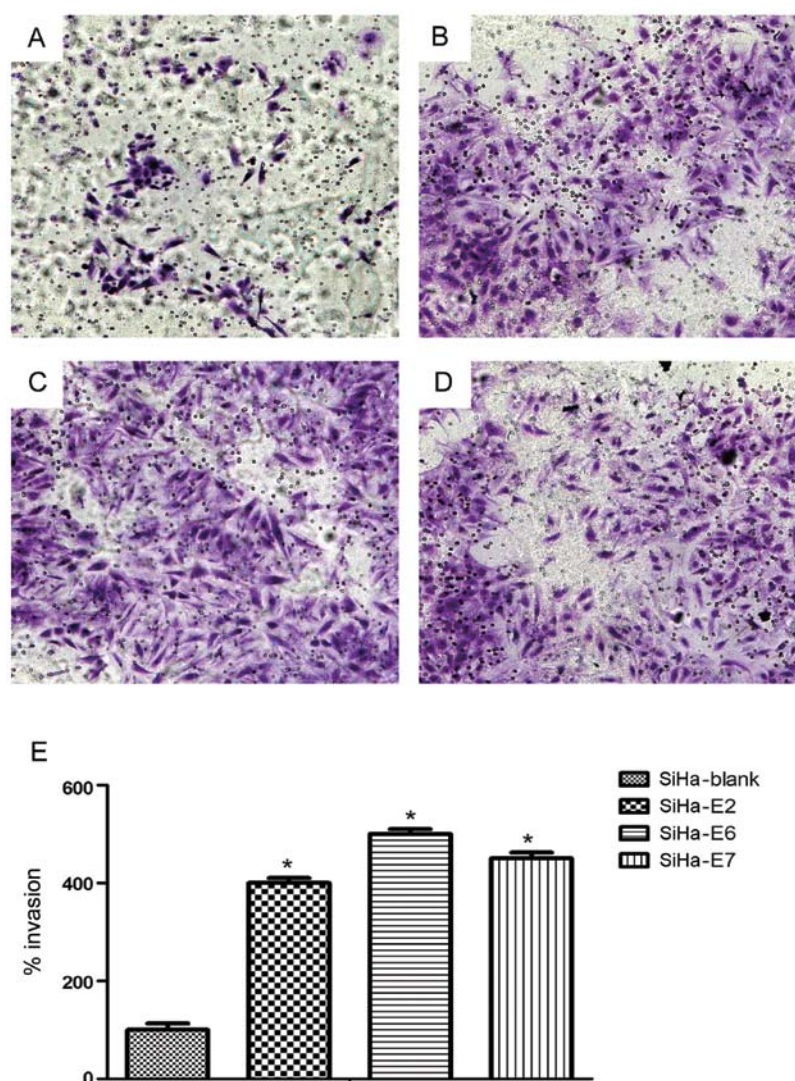 A
B
C
D
E
SiHa-blank
SiHa-E2
SiHa-E6
SiHa-E7
% invasion
600
400
200
0
*
*
*